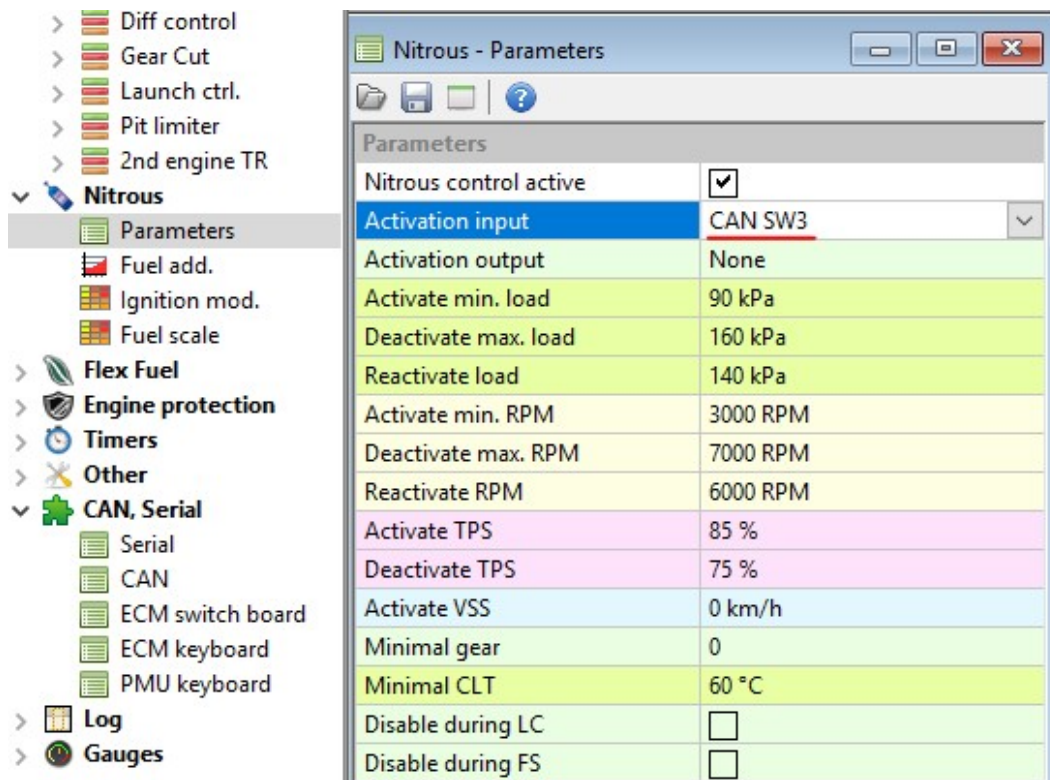 Diff control
Gear Cut
Launch ctrl.
Pit limiter
2nd engine TR
Nitrous
Parameters
Fuel add.
Ignition mod.
Fuel scale
Flex Fuel
Engine protection
Timers
Other
CAN, Serial
Serial
CAN
ECM switch board
ECM keyboard
PMU keyboard
Log
Gauges
Nitrous - Parameters
Parameters
Nitrous control active
Activation input CAN SW3
Activation output None
Activate min. load 90 kPa
Deactivate max. load 160 kPa
Reactivate load 140 kPa
Activate min. RPM 3000 RPM
Deactivate max. RPM 7000 RPM
Reactivate RPM 6000 RPM
Activate TPS 85 %
Deactivate TPS 75 %
Activate VSS 0 km/h
Minimal gear 0
Minimal CLT 60 °C
Disable during LC
Disable during FS